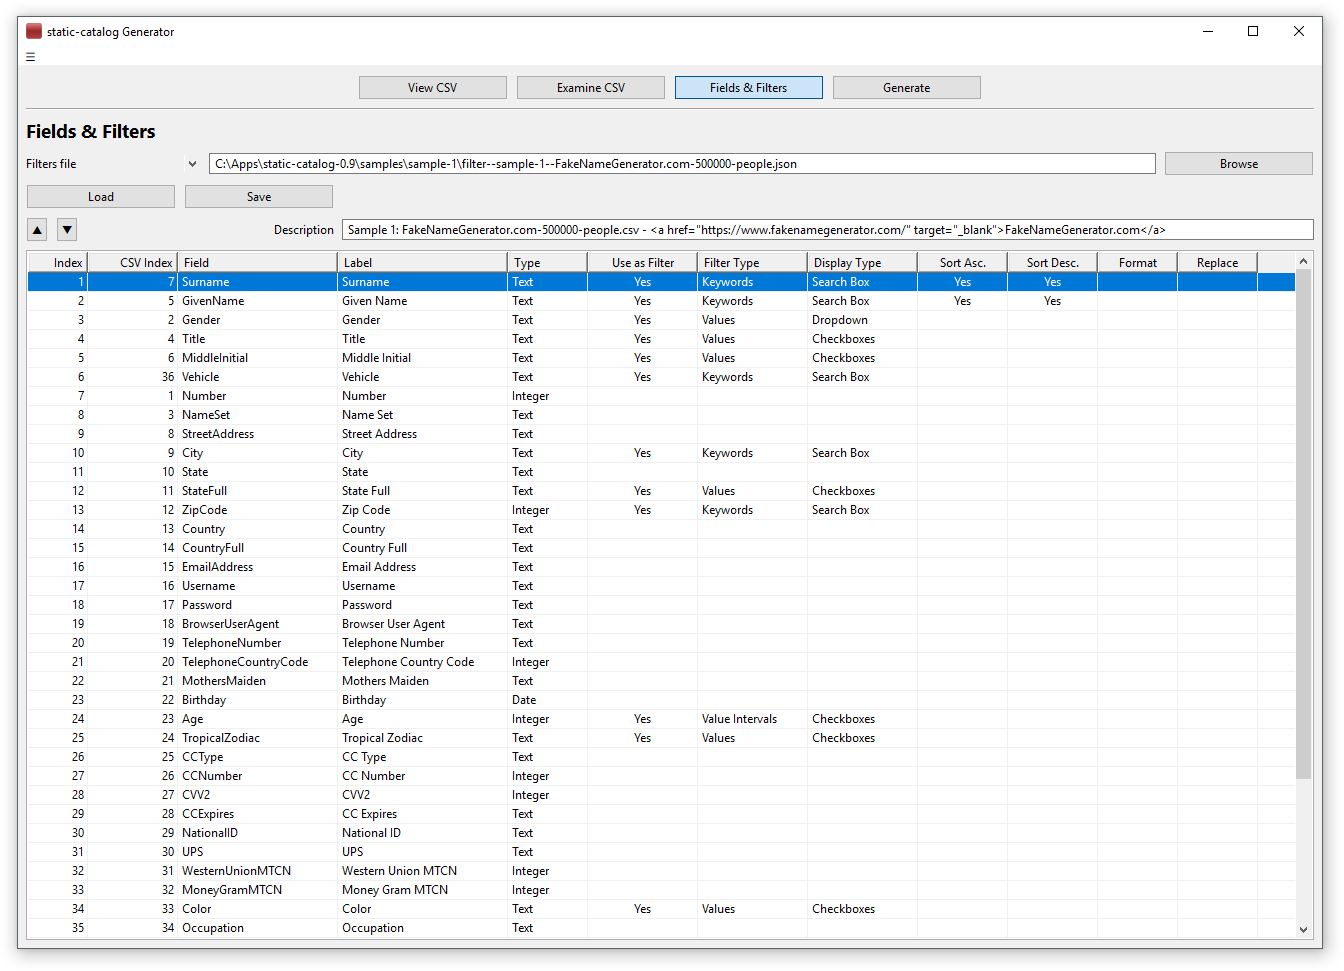 static-catalog Generator
View CSV Examine CSV Fields & Filters Generate
Fields & Filters
Filters file C:\Apps\static-catalog-0.9\samples\sample-1\filter--sample-1--FakeNameGenerator.com-500000-people.json Browse
Load Save
Description Sample 1: FakeNameGenerator.com-500000-people.csv - <a href="https://www.fakenamegenerator.com/" target="_blank">FakeNameGenerator.com</a>
Index CSV Index Field Label Type Use as Filter Filter Type Display Type Sort Asc. Sort Desc. Format Replace
1 7 Surname Surname Text Yes Keywords Search Box Yes Yes
2 5 GivenName Given Name Text Yes Keywords Search Box Yes Yes
3 2 Gender Gender Text Yes Values Dropdown
4 4 Title Title Text Yes Values Checkboxes
5 6 MiddleInitial Middle Initial Text Yes Values Checkboxes
6 36 Vehicle Vehicle Text Yes Keywords Search Box
7 1 Number Number Integer
8 3 NameSet Name Set Text
9 8 StreetAddress Street Address Text
10 9 City City Text Yes Keywords Search Box
11 10 State State Text
12 11 StateFull State Full Text Yes Values Checkboxes
13 12 ZipCode Zip Code Integer Yes Keywords Search Box
14 13 Country Country Text
15 14 CountryFull Country Full Text
16 15 EmailAddress Email Address Text
17 16 Username Username Text
18 17 Password Password Text
19 18 BrowserUserAgent Browser User Agent Text
20 19 TelephoneNumber Telephone Number Text
21 20 TelephoneCountryCode Telephone Country Code Integer
22 21 MothersMaiden Mothers Maiden Text
23 22 Birthday Birthday Date
24 23 Age Age Integer Yes Value Intervals Checkboxes
25 24 TropicalZodiac Tropical Zodiac Text Yes Values Checkboxes
26 25 CCType CC Type Text
27 26 CCNumber CC Number Integer
28 27 CVV2 CVV2 Integer
29 28 CCExpires CC Expires Text
30 29 NationalID National ID Text
31 30 UPS UPS Text
32 31 WesternUnionMTCN Western Union MTCN Integer
33 32 MoneyGramMTCN Money Gram MTCN Integer
34 33 Color Color Text Yes Values Checkboxes
35 34 Occupation Occupation Text